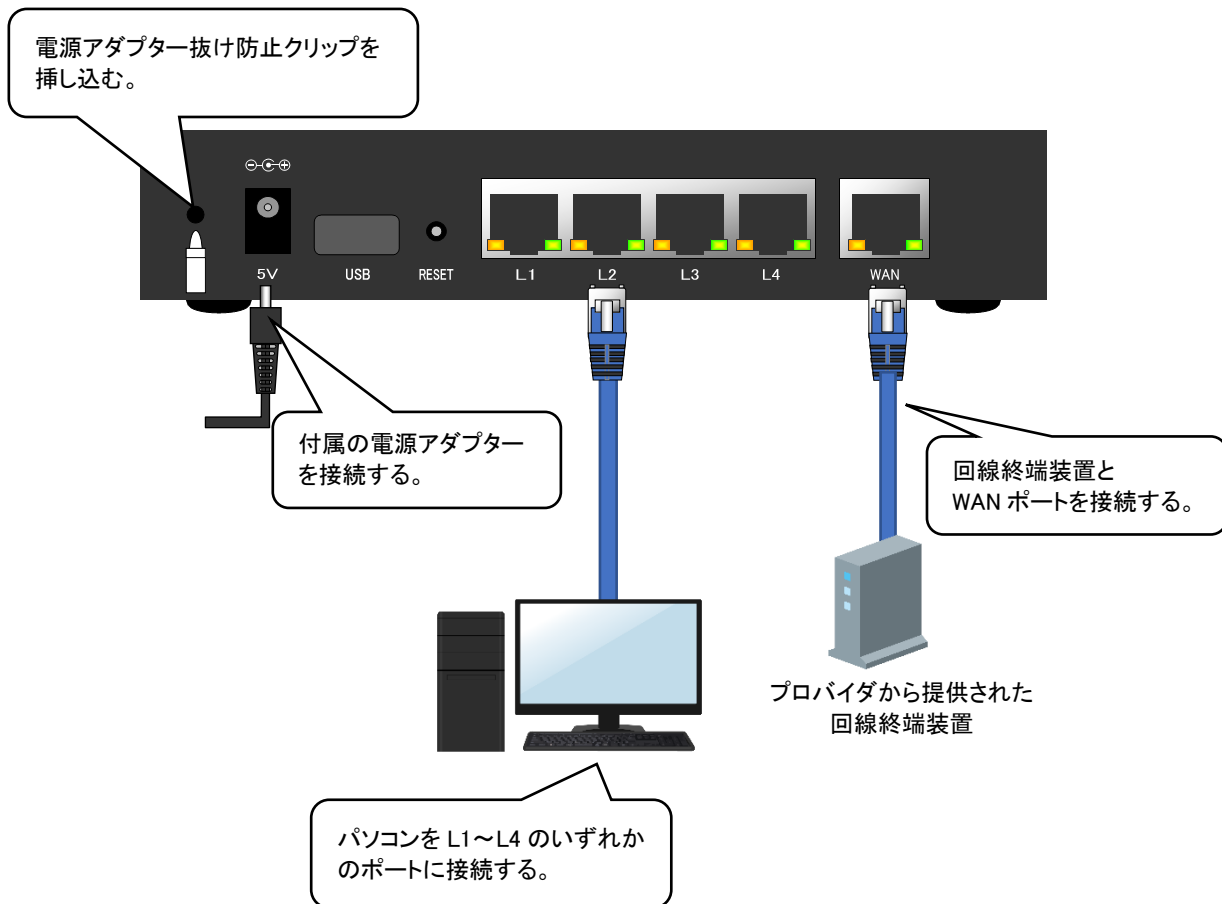 電源アダプター抜け防止クリップを
挿し込む。
5V
USB
RESET
L1
L2
L3
L4
WAN
付属の電源アダプター
を接続する。
回線終端装置と
WAN ポートを接続する。
プロバイダから提供された
回線終端装置
パソコンを L1～L4 のいずれか
のポートに接続する。